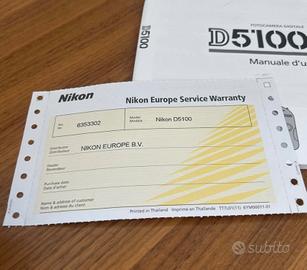 FOTOCAMERA DIGITALE
D5100
Manuale d'u
D5100
Nikon
Nikon Europe Service Warranty
No.
Nr.
6353302
Model
Modèle
Nikon D5100
Distributor
Distributeur
NIKON EUROPE B.V.
Dealer
Revendeur
Purchase date
Date d'achat
Name & address of customer
Nom & adresse du client
Printed in Thailand Imprimé en Thaïlande
subito